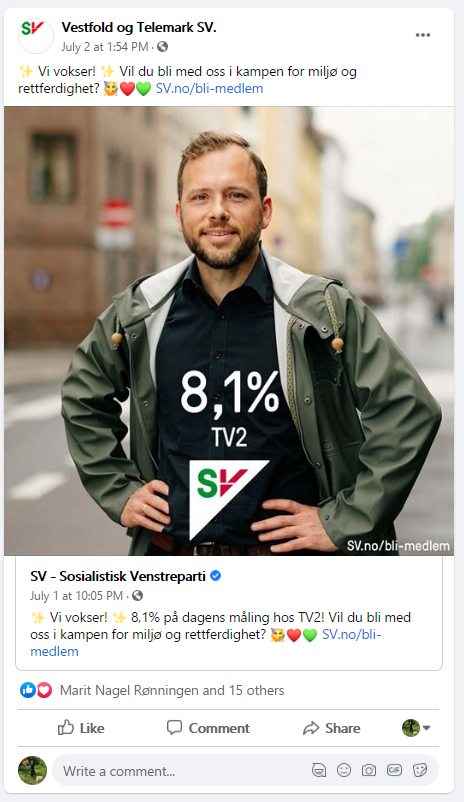 Vestfold og Telemark SV.
July 2 at 1:54 PM ·
✨ Vi vokser! ✨ Vil du bli med oss i kampen for miljø og
rettferdighet? 🥰❤️💚 SV.no/bli-medlem
8,1%
TV2
SV
SV.no/bli-medlem
SV - Sosialistisk Venstreparti
July 1 at 10:05 PM ·
✨ Vi vokser! ✨ 8,1% på dagens måling hos TV2! Vil du bli med
oss i kampen for miljø og rettferdighet? 🥰❤️💚 SV.no/bli-
medlem
Marit Nagel Rønningen and 15 others
Like Comment Share
Write a comment...
GIF